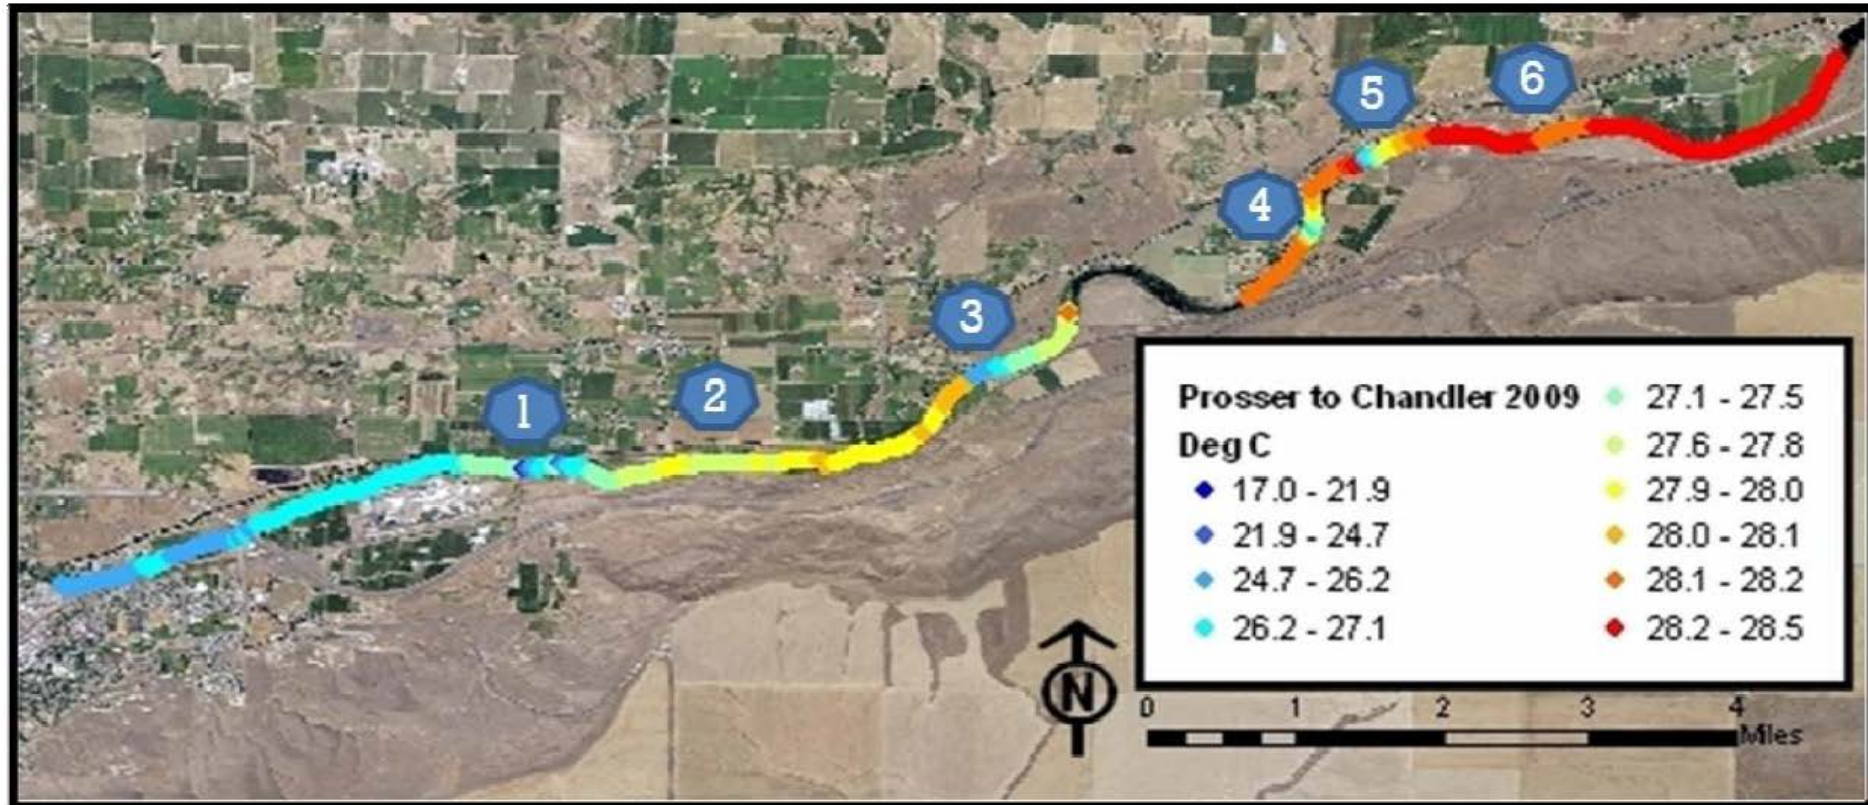 5
6
4
3
2
1
Prosser to Chandler 2009
Deg C
17.0 - 21.9
21.9 - 24.7
24.7 - 26.2
26.2 - 27.1
27.1 - 27.5
27.6 - 27.8
27.9 - 28.0
28.0 - 28.1
28.1 - 28.2
28.2 - 28.5
N
0 1 2 3 4
Miles